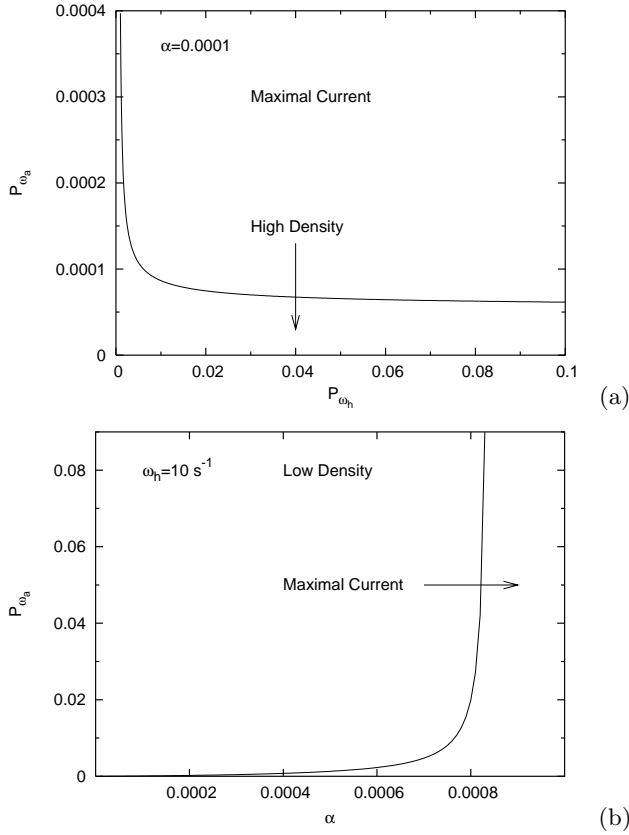 0.0004
α=0.0001
0.0003
Maximal Current
P_ωa
0.0002
High Density
0.0001
0
0 0.02 0.04 0.06 0.08 0.1
P_ωh
(a)
0.08
ω_h=10 s^-1 Low Density
0.06
P_ωa
Maximal Current
0.04
0.02
0
0.0002 0.0004 0.0006 0.0008
α
(b)